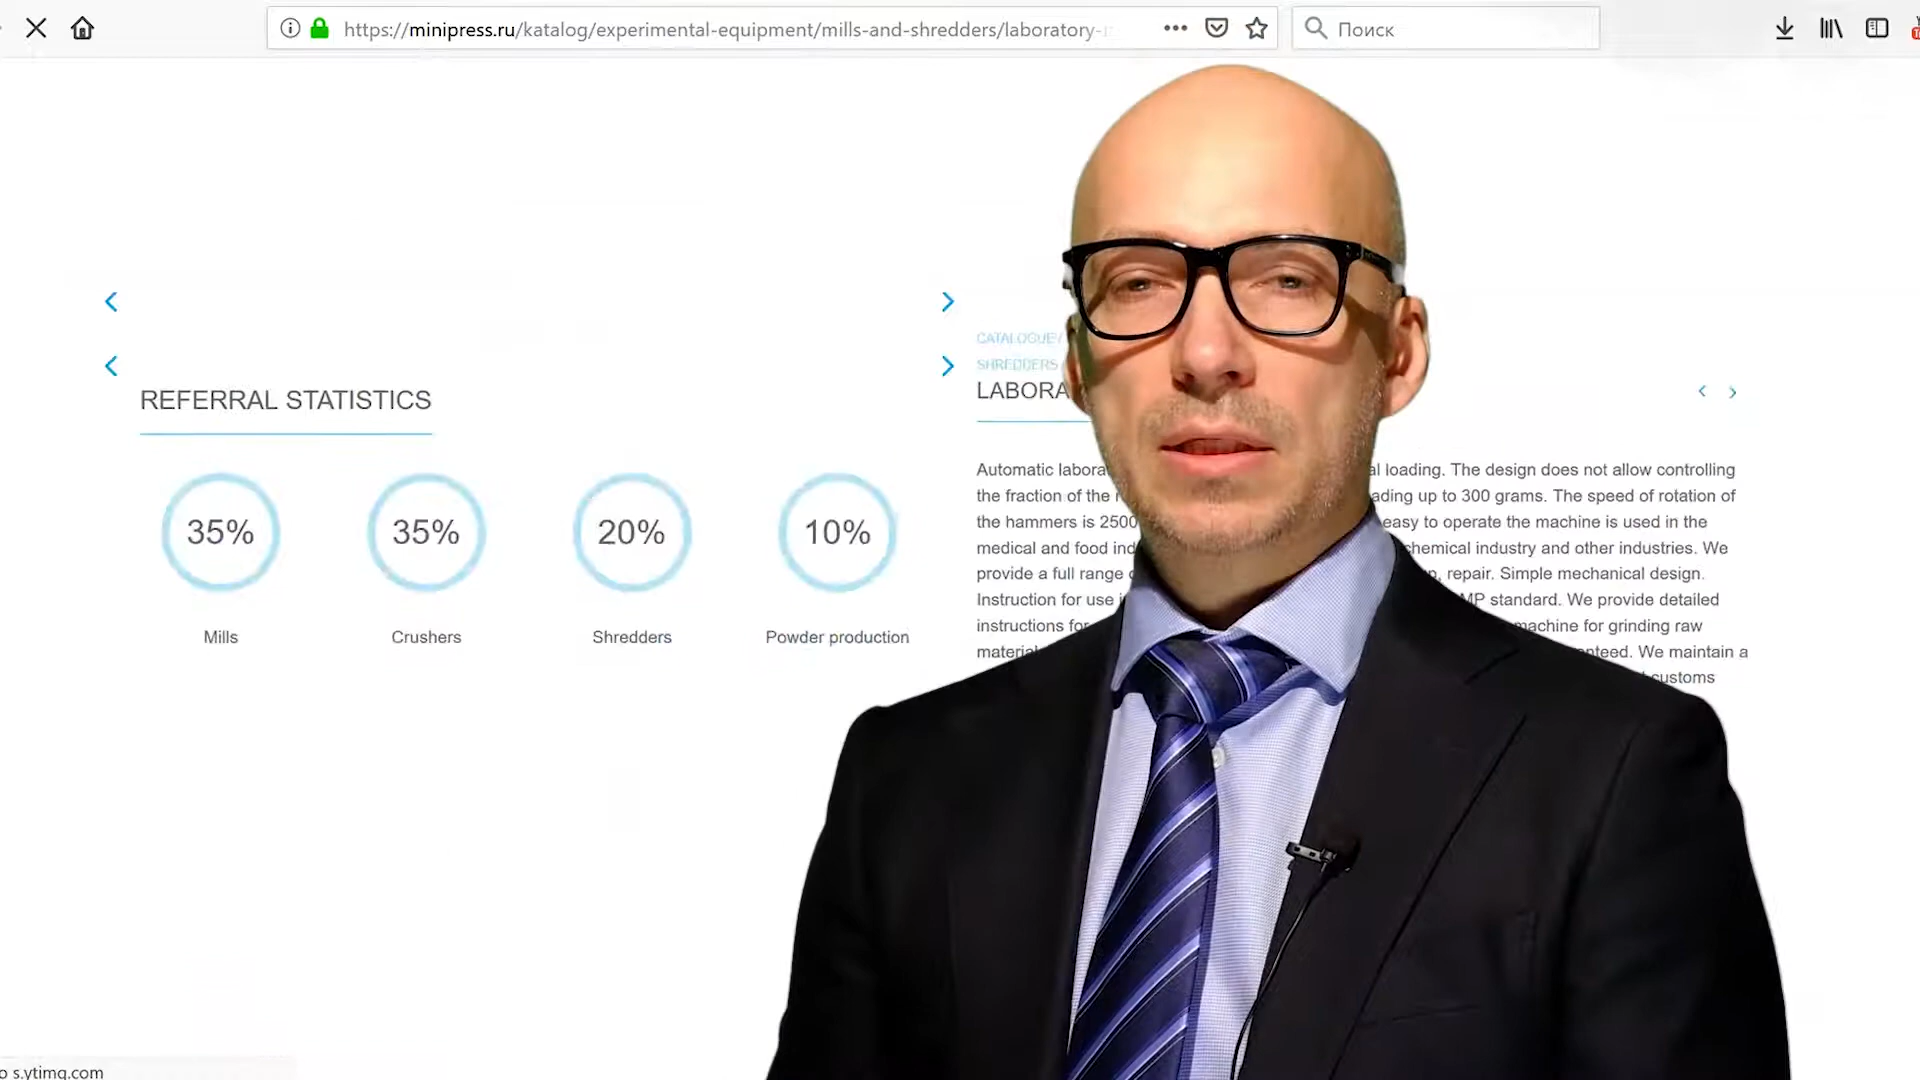 https://minipress.ru/katalog/experimental-equipment/mills-and-shredders/laboratory-
Поиск
CATALOGUE/
SHREDDERS
REFERRAL STATISTICS
LABORA
35%
35%
20%
10%
Mills
Crushers
Shredders
Powder production
Automatic labora al loading. The design does not allow controlling
the fraction of the ading up to 300 grams. The speed of rotation of
the hammers is 2500 easy to operate the machine is used in the
medical and food ind chemical industry and other industries. We
provide a full range repair. Simple mechanical design.
Instruction for use MP standard. We provide detailed
instructions for machine for grinding raw
material nteed. We maintain a
customs
s.ytimg.com